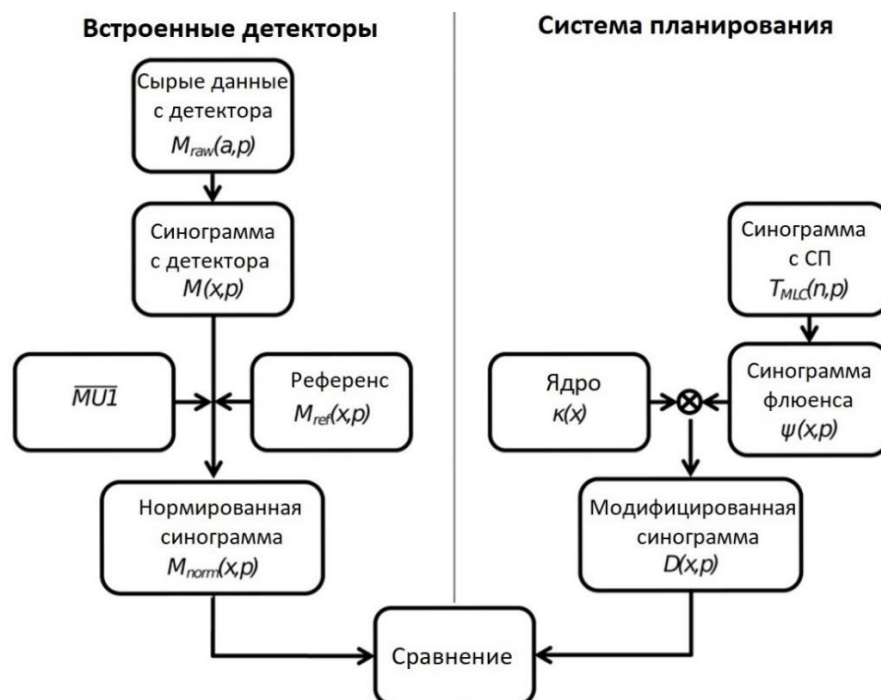 Встроенные детекторы
Система планирования
Сырые данные
с детектора
M_raw(a,p)
Синограмма
с детектора
M(x,p)
Синограмма
с СП
T_MLC(n,p)
MU1
Референс
M_ref(x,p)
Ядро
κ(x)
Синограмма
флюенса
ψ(x,p)
Нормированная
синограмма
M_norm(x,p)
Модифицированная
синограмма
D(x,p)
Сравнение